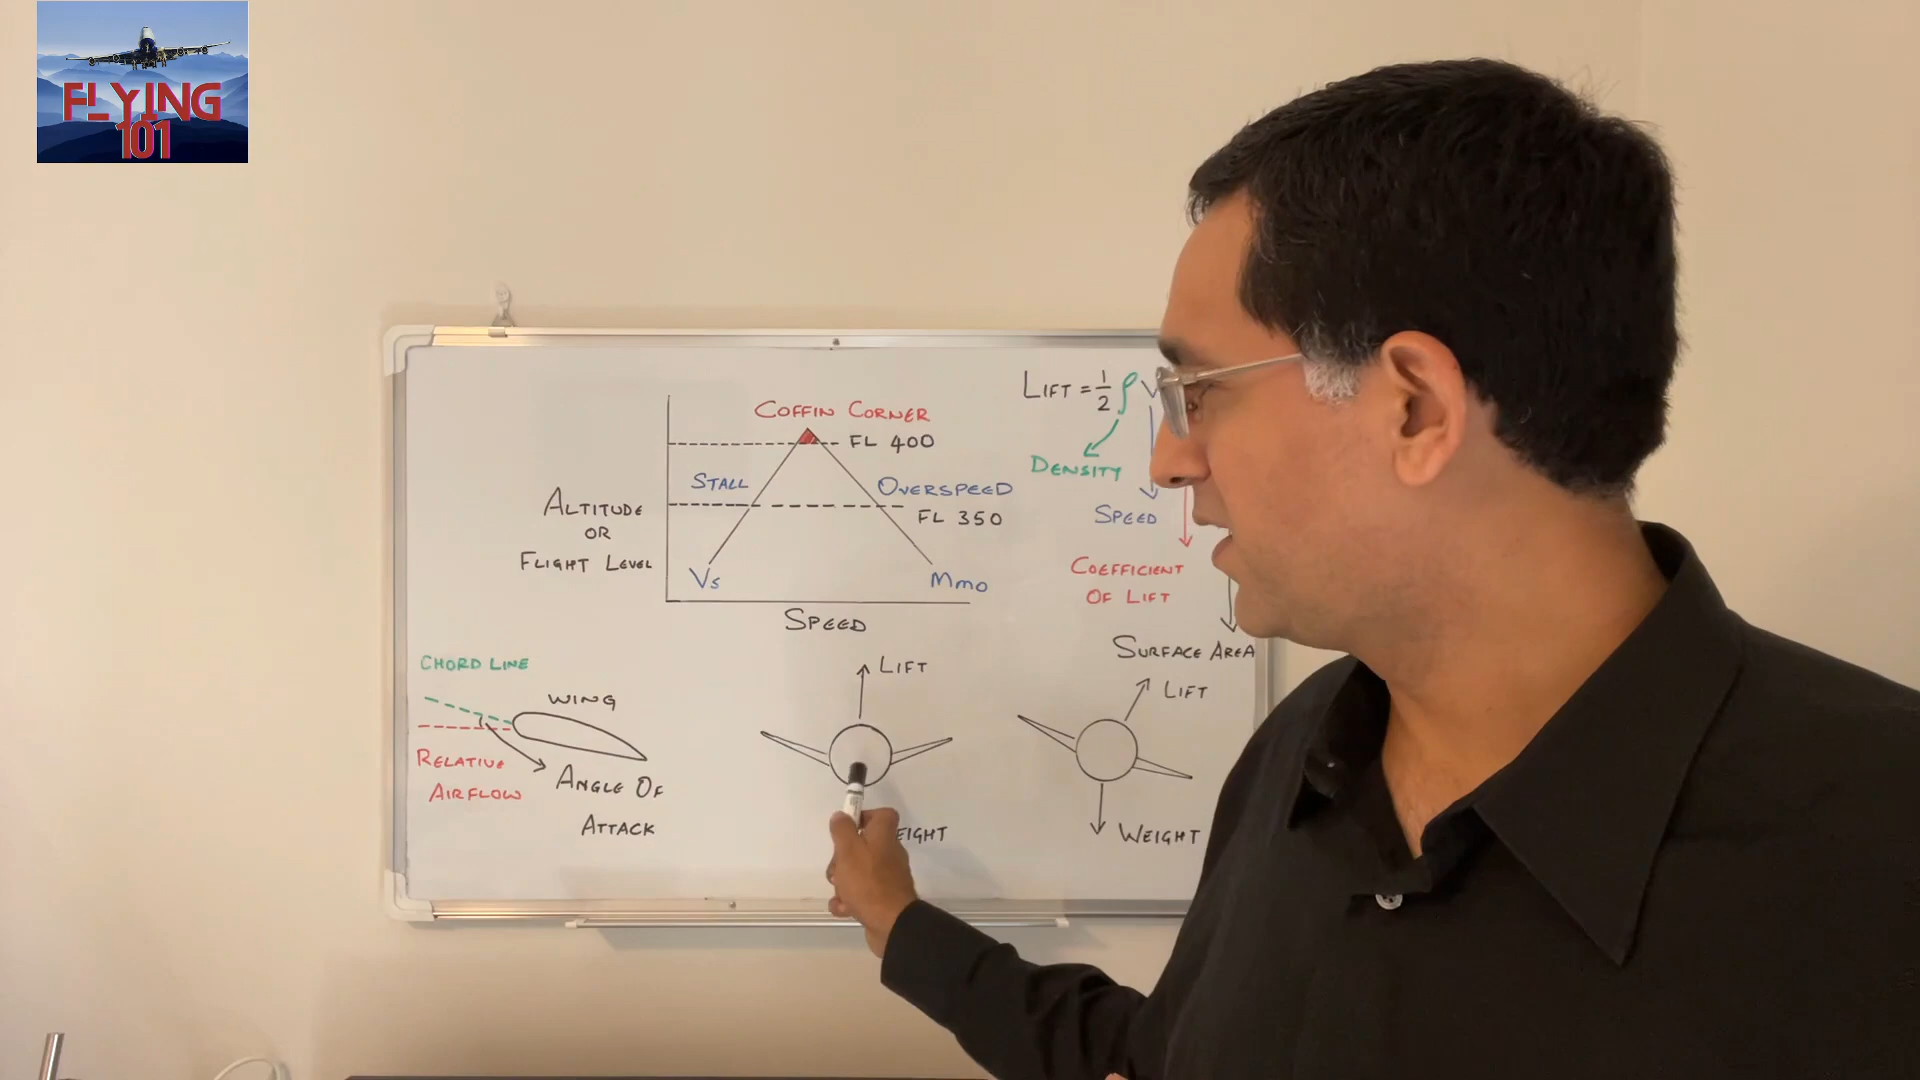 FLYING
101
COFFIN CORNER
FL 400
STALL
OVERSPEED
FL 350
ALTITUDE
OR
FLIGHT LEVEL
Vs
Mmo
SPEED
LIFT = 1/2 ρ V
DENSITY
SPEED
COEFFICIENT
OF LIFT
SURFACE AREA
CHORD LINE
WING
RELATIVE
AIRFLOW
ANGLE OF
ATTACK
LIFT
LIFT
WEIGHT